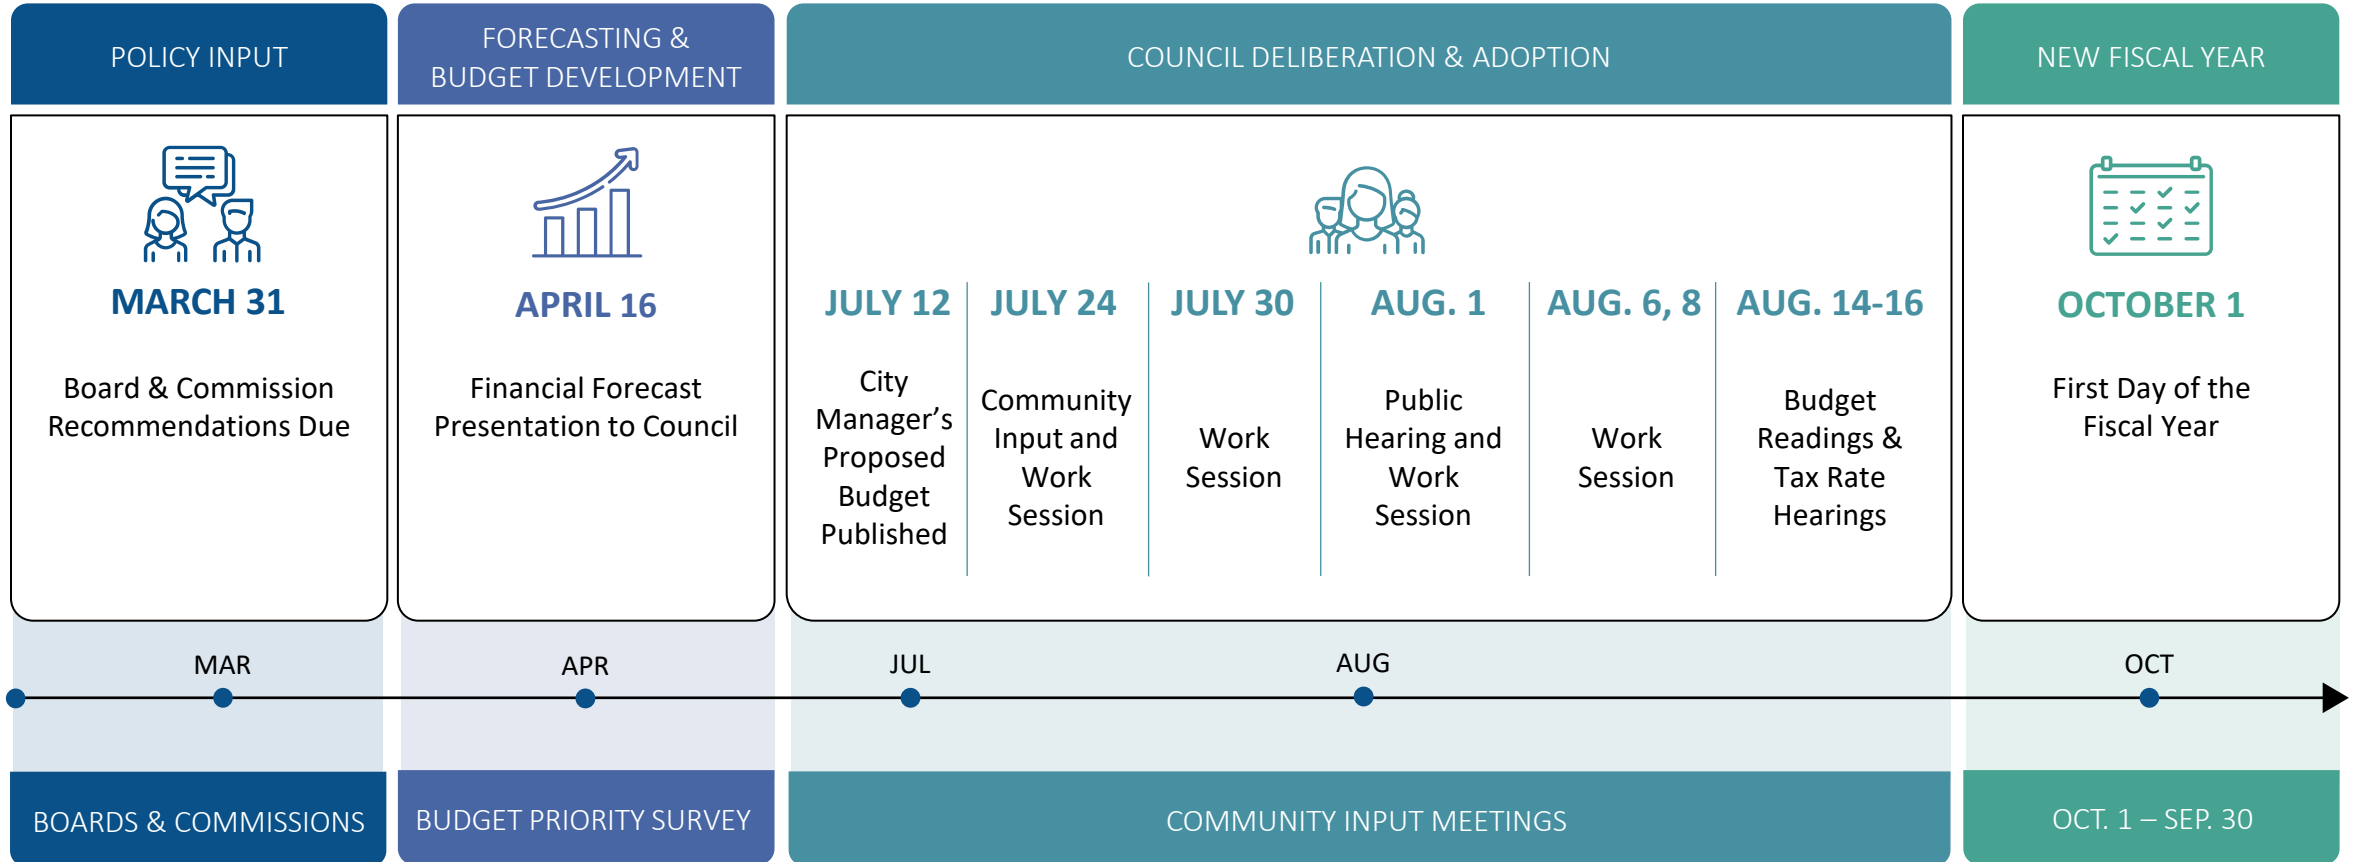 POLICY INPUT
FORECASTING &
BUDGET DEVELOPMENT
COUNCIL DELIBERATION & ADOPTION
NEW FISCAL YEAR
MARCH 31
Board & Commission
Recommendations Due
APRIL 16
Financial Forecast
Presentation to Council
JULY 12
City
Manager’s
Proposed
Budget
Published
JULY 24
Community
Input and
Work
Session
JULY 30
Work
Session
AUG. 1
Public
Hearing and
Work
Session
AUG. 6, 8
Work
Session
AUG. 14-16
Budget
Readings &
Tax Rate
Hearings
OCTOBER 1
First Day of the
Fiscal Year
MAR
APR
JUL
AUG
OCT
BOARDS & COMMISSIONS
BUDGET PRIORITY SURVEY
COMMUNITY INPUT MEETINGS
OCT. 1 – SEP. 30